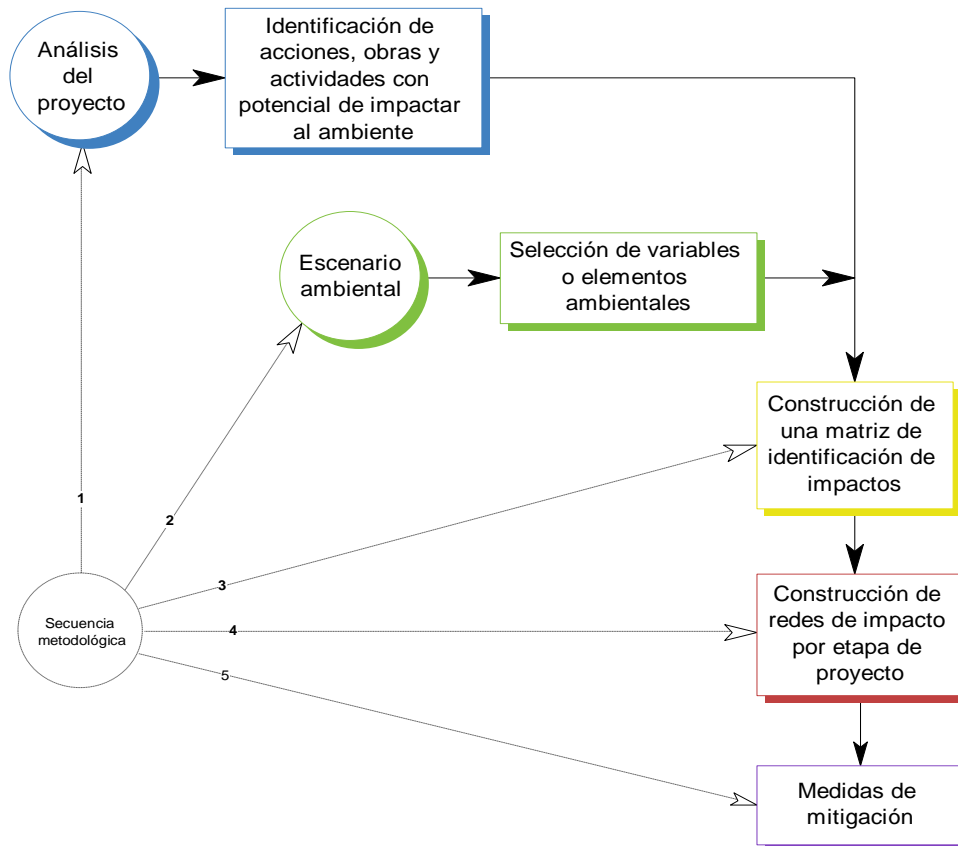 Análisis
del
proyecto
Identificación de
acciones, obras y
actividades con
potencial de impactar
al ambiente
Escenario
ambiental
Selección de variables
o elementos
ambientales
Construcción de
una matriz de
identificación de
impactos
1
2
3
Secuencia
metodológica
4
Construcción de
redes de impacto
por etapa de
proyecto
5
Medidas de
mitigación